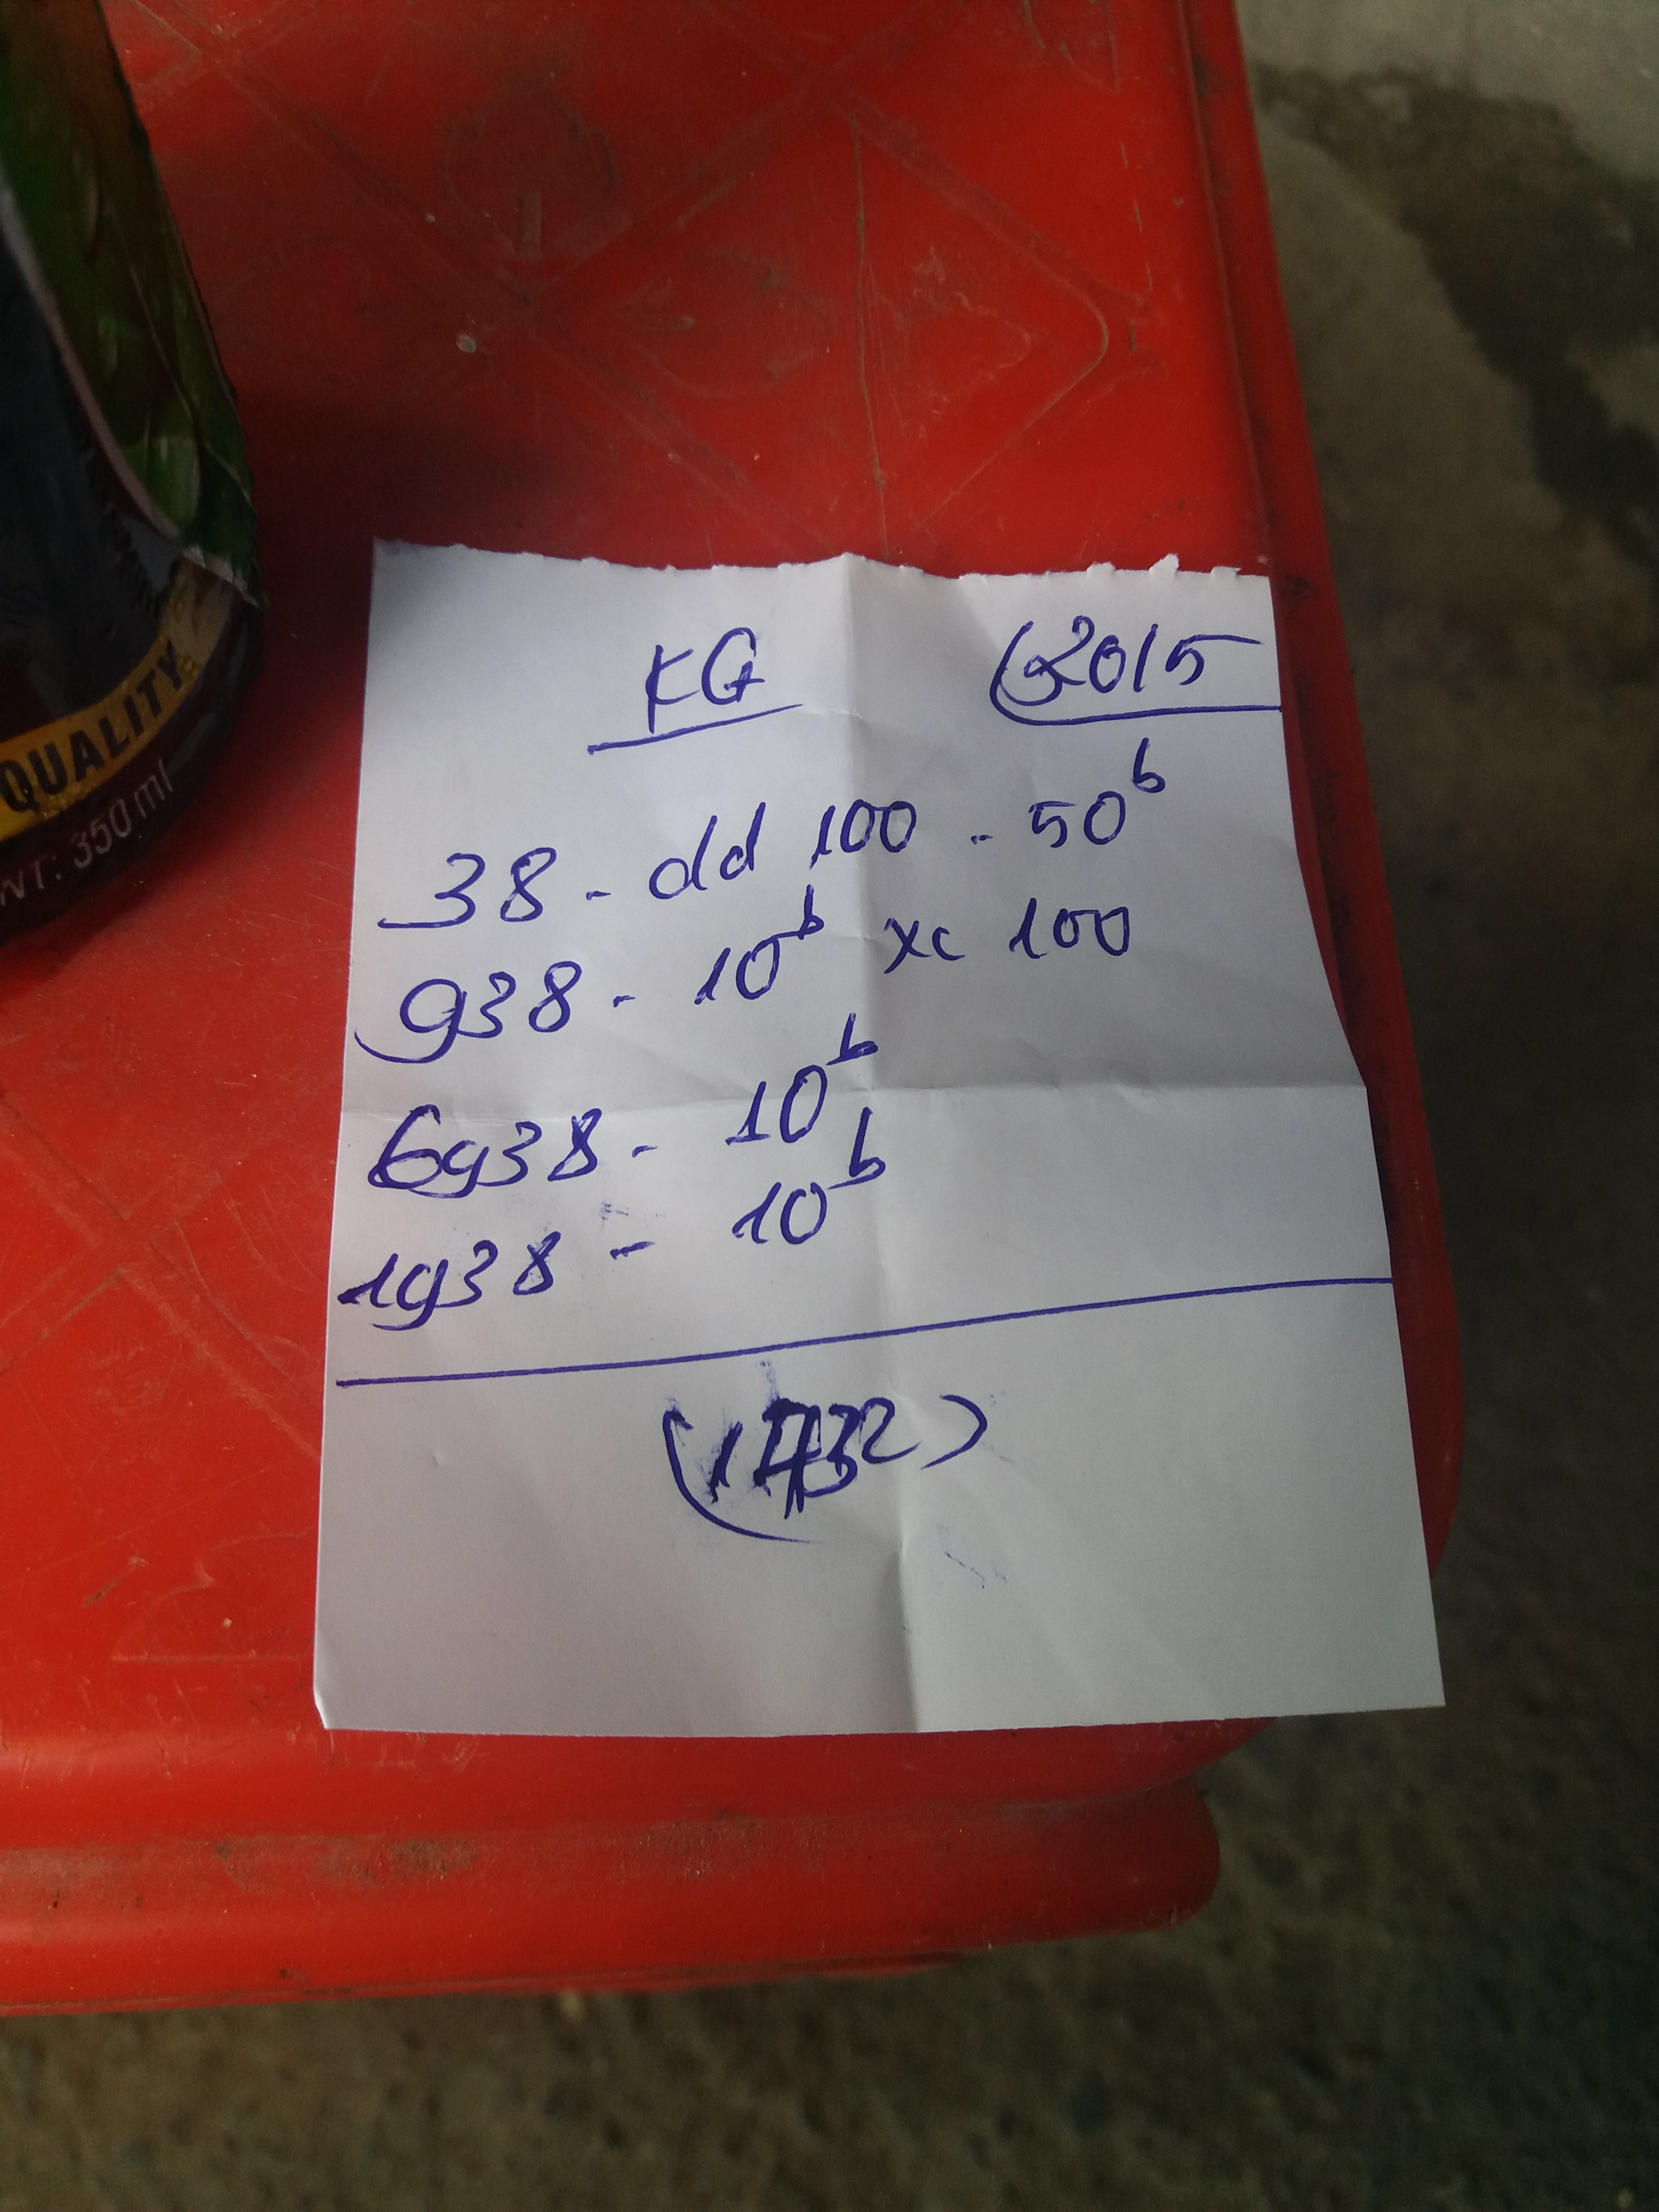 KG 2015
38 - dd 100 - 50b
938 - 10b xc 100
6938 - 10b
1938 - 10b
QUALITY
NT: 350 ml